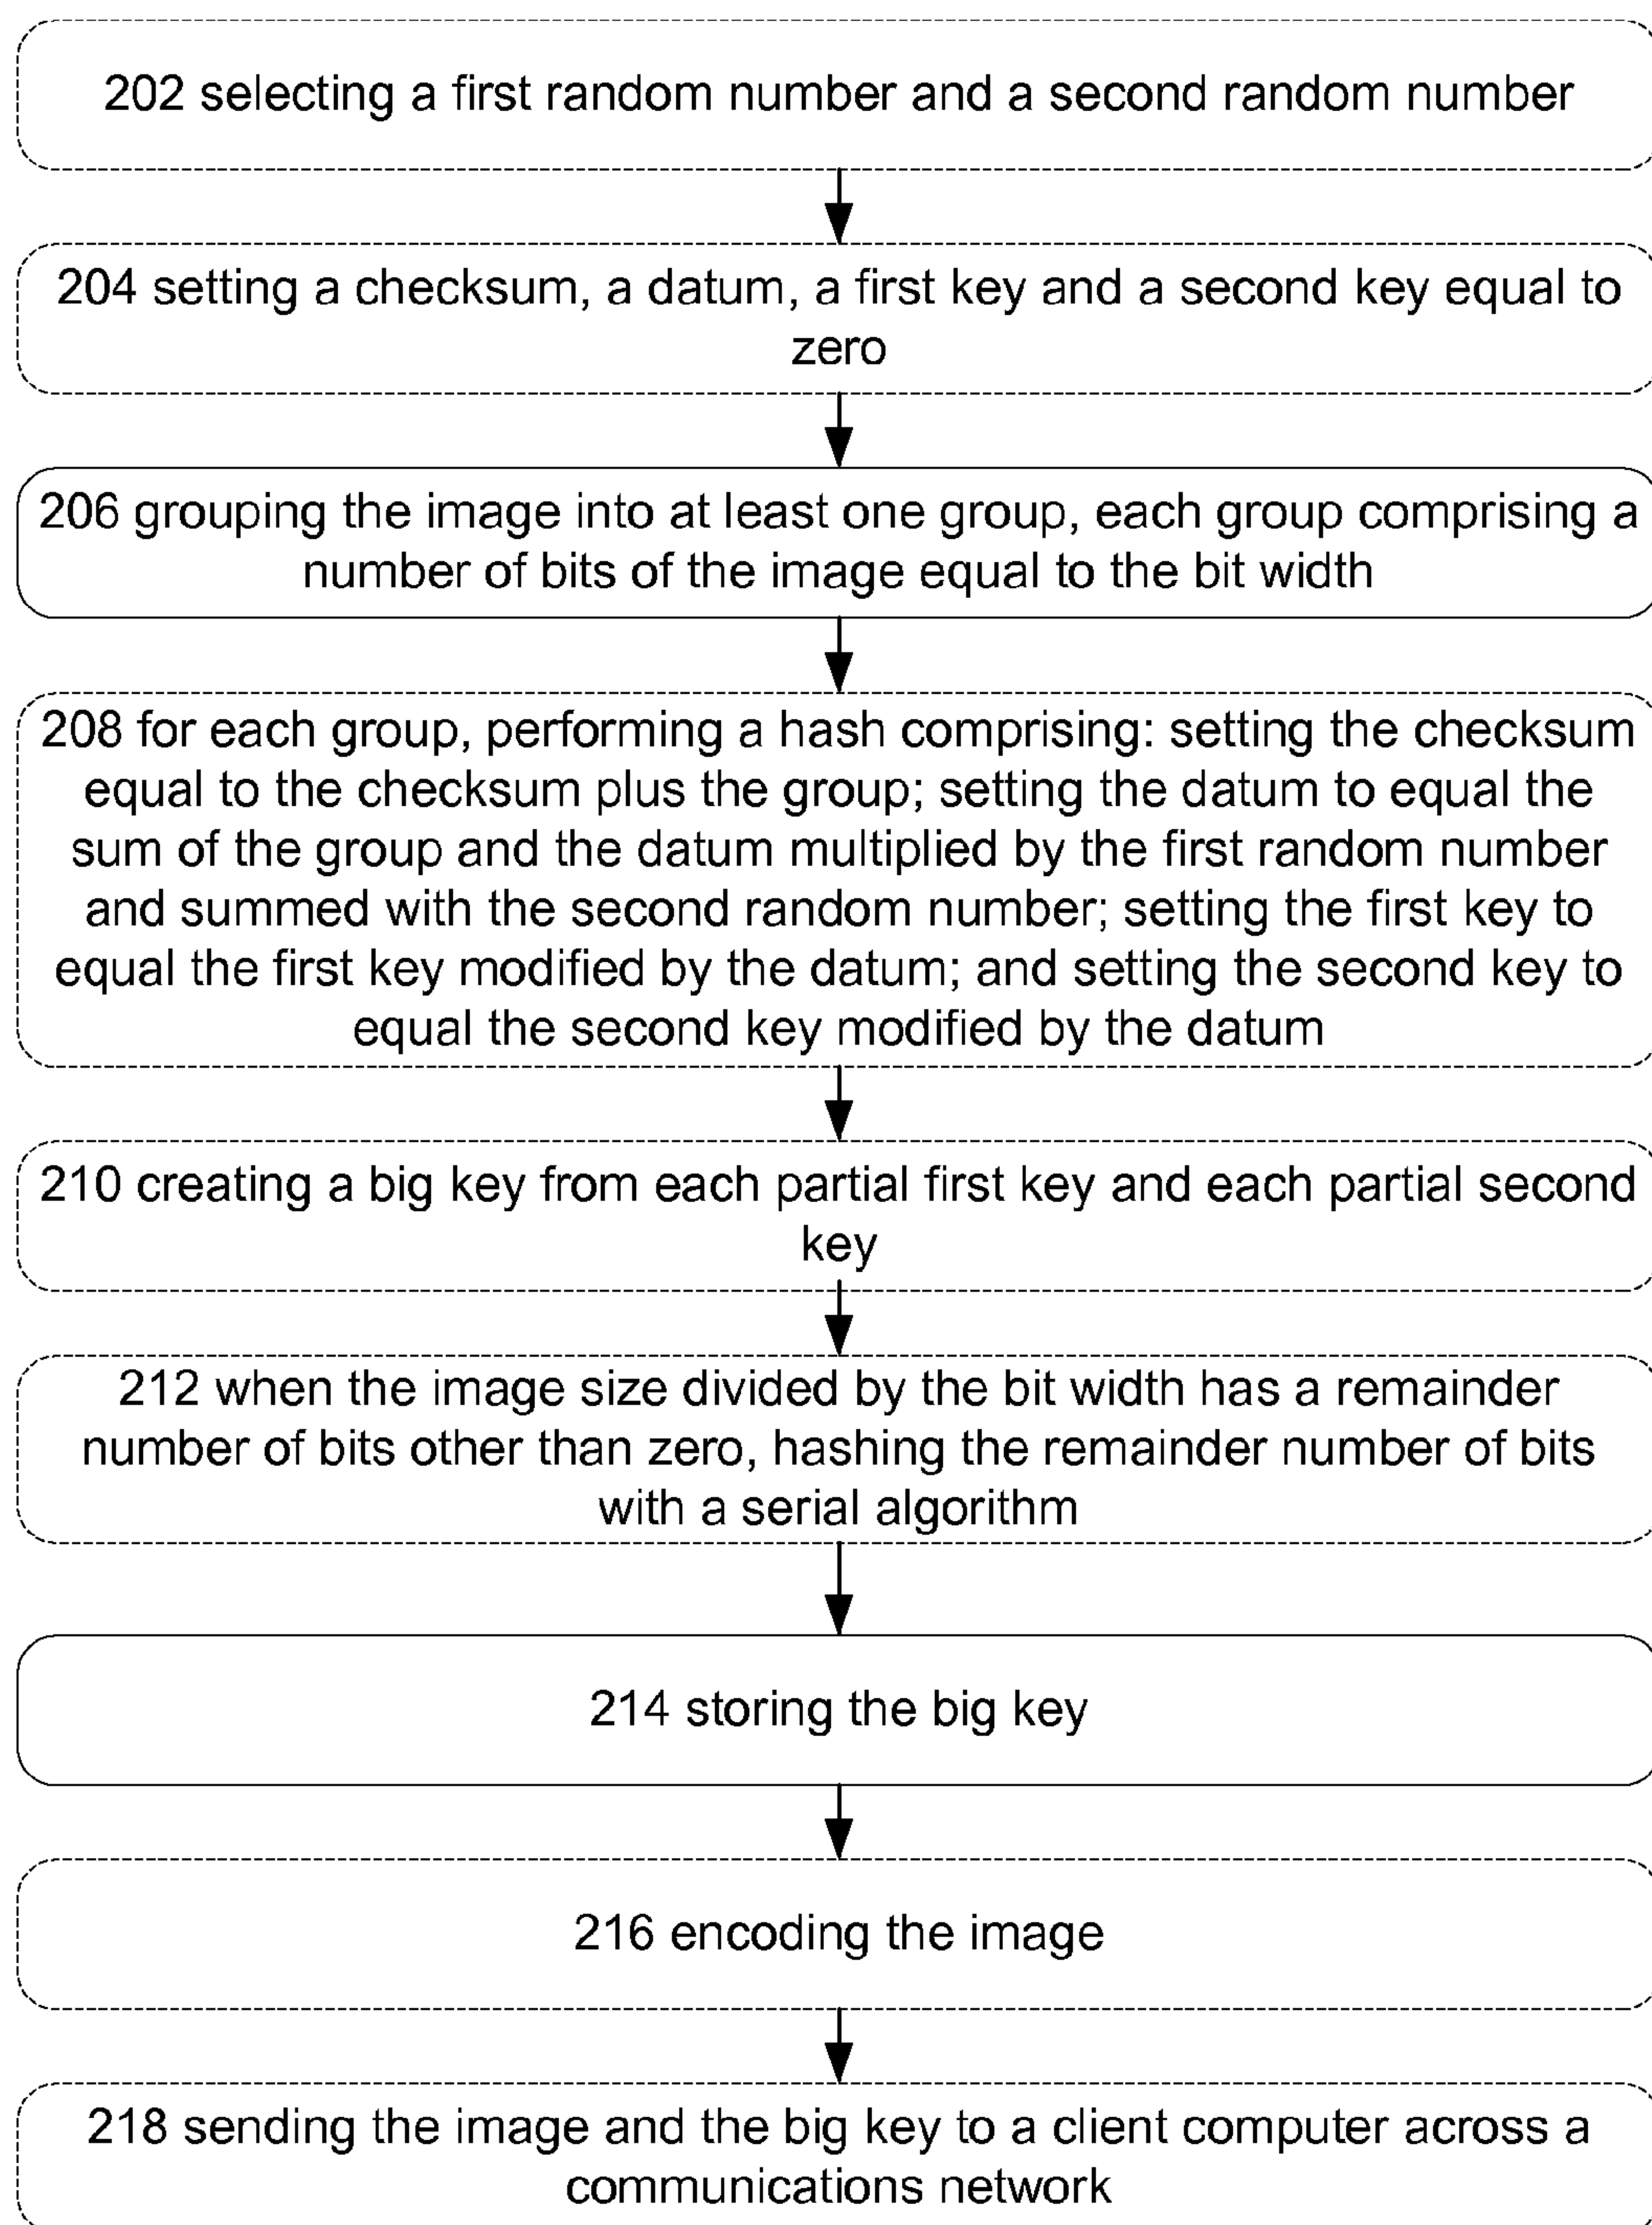 202 selecting a first random number and a second random number
204 setting a checksum, a datum, a first key and a second key equal to
zero
206 grouping the image into at least one group, each group comprising a
number of bits of the image equal to the bit width
208 for each group, performing a hash comprising: setting the checksum
equal to the checksum plus the group; setting the datum to equal the
sum of the group and the datum multiplied by the first random number
and summed with the second random number; setting the first key to
equal the first key modified by the datum; and setting the second key to
equal the second key modified by the datum
210 creating a big key from each partial first key and each partial second
key
212 when the image size divided by the bit width has a remainder
number of bits other than zero, hashing the remainder number of bits
with a serial algorithm
214 storing the big key
216 encoding the image
218 sending the image and the big key to a client computer across a
communications network